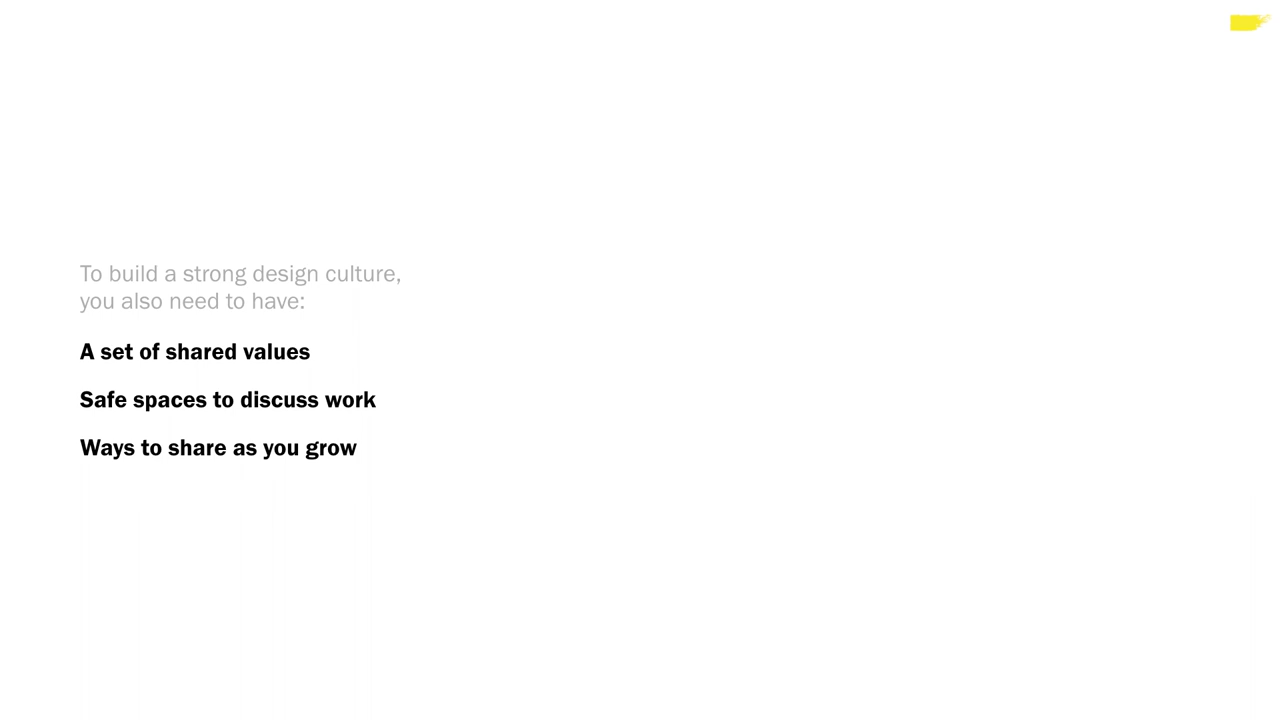 To build a strong design culture,
you also need to have:
A set of shared values
Safe spaces to discuss work
Ways to share as you grow